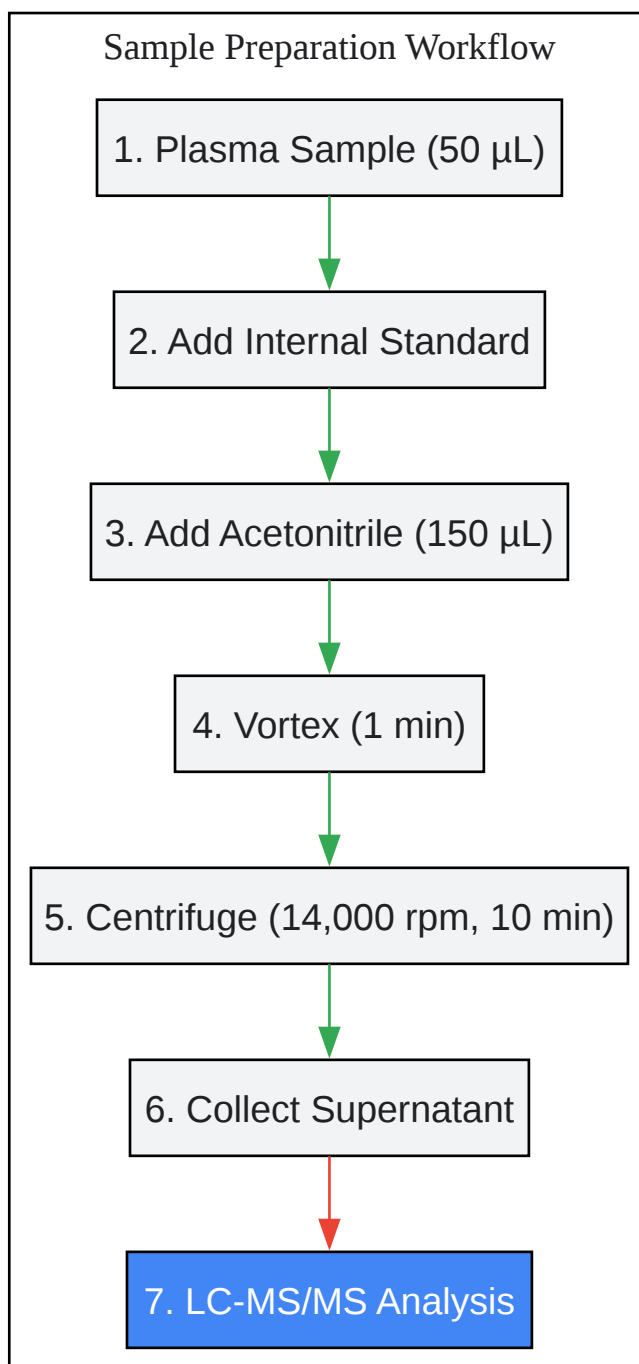 Sample Preparation Workflow
1. Plasma Sample (50 µL)
2. Add Internal Standard
3. Add Acetonitrile (150 µL)
4. Vortex (1 min)
5. Centrifuge (14,000 rpm, 10 min)
6. Collect Supernatant
7. LC-MS/MS Analysis